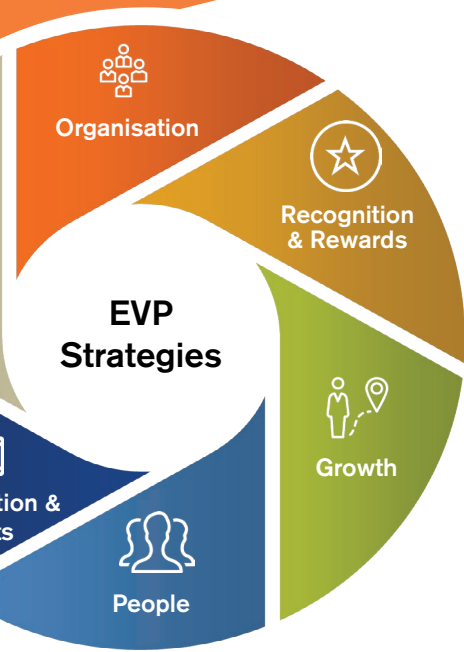 Organisation
Recognition
& Rewards
EVP
Strategies
Growth
&
People